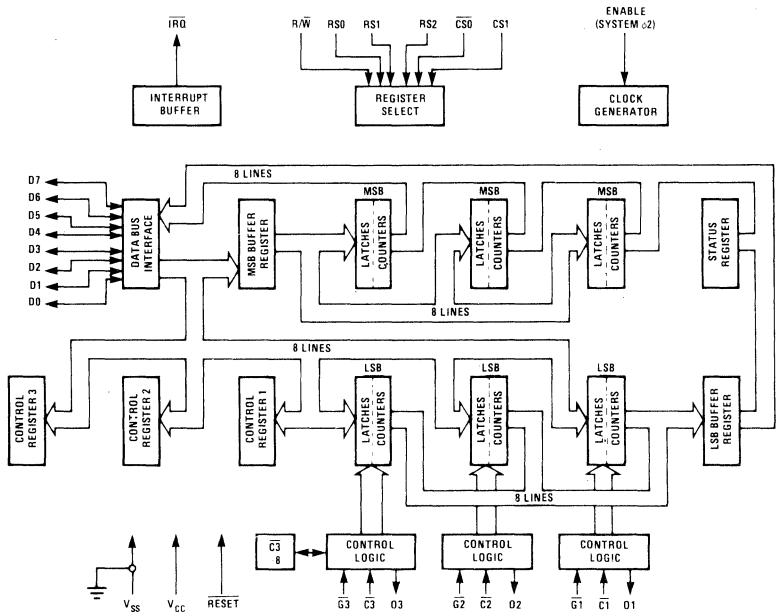 IRQ
R/W RS0 RS1 RS2 CS0 CS1
ENABLE
(SYSTEM φ2)
INTERRUPT
BUFFER
REGISTER
SELECT
CLOCK
GENERATOR
8 LINES
MSB
MSB
MSB
D7
D6
D5
D4
D3
D2
D1
D0
DATA BUS
INTERFACE
MSB BUFFER
REGISTER
LATCHES
COUNTERS
LATCHES
COUNTERS
LATCHES
COUNTERS
STATUS
REGISTER
8 LINES
8 LINES
LSB
LSB
LSB
CONTROL
REGISTER 3
CONTROL
REGISTER 2
CONTROL
REGISTER 1
LATCHES
COUNTERS
LATCHES
COUNTERS
LATCHES
COUNTERS
LSB BUFFER
REGISTER
8 LINES
C3
8
CONTROL
LOGIC
CONTROL
LOGIC
CONTROL
LOGIC
VSS
VCC
RESET
G3 C3 O3
G2 C2 O2
G1 C1 O1